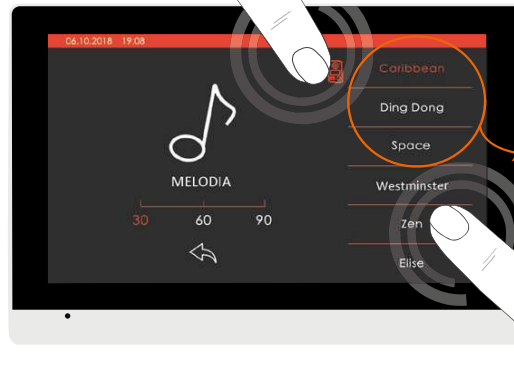 06.10.2018 19:08
Caribbean
Ding Dong
Space
Westminster
Zen
Elise
MELODIA
30 60 90